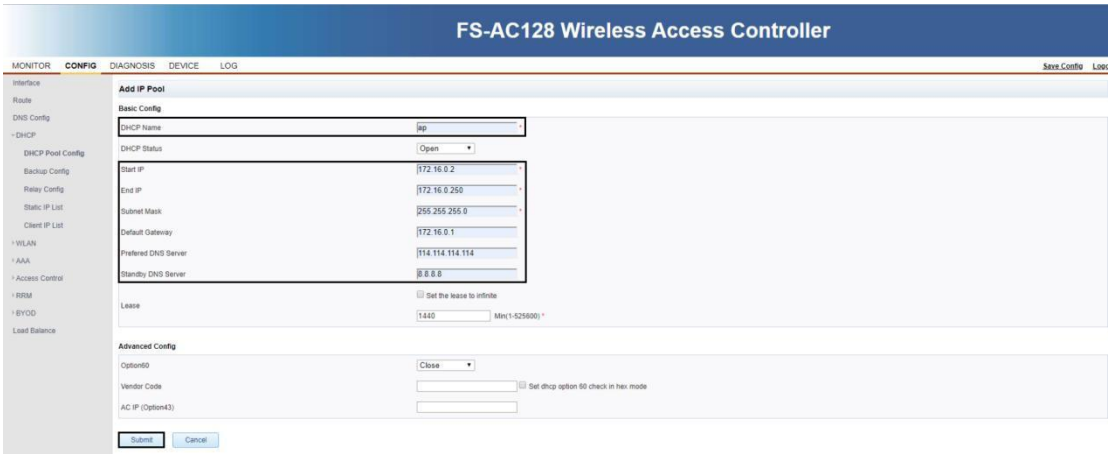 FS-AC128 Wireless Access Controller
MONITOR CONFIG DIAGNOSIS DEVICE LOG Save Config
Interface
Route
DNS Config
DHCP
DHCP Pool Config
Backup Config
Relay Config
Static IP List
Client IP List
WLAN
AAA
Access Control
RRM
BYOD
Load Balance
Add IP Pool
Basic Config
DHCP Name ap *
DHCP Status Open
Start IP 172.16.0.2 *
End IP 172.16.0.250 *
Subnet Mask 255.255.255.0 *
Default Gateway 172.16.0.1
Prefered DNS Server 114.114.114.114
Standby DNS Server 8.8.8.8
Lease Set the lease to infinite
1440 Min(1-525600) *
Advanced Config
Option60 Close
Vendor Code Set dhcp option 60 check in hex mode
AC IP (Option43)
Submit Cancel